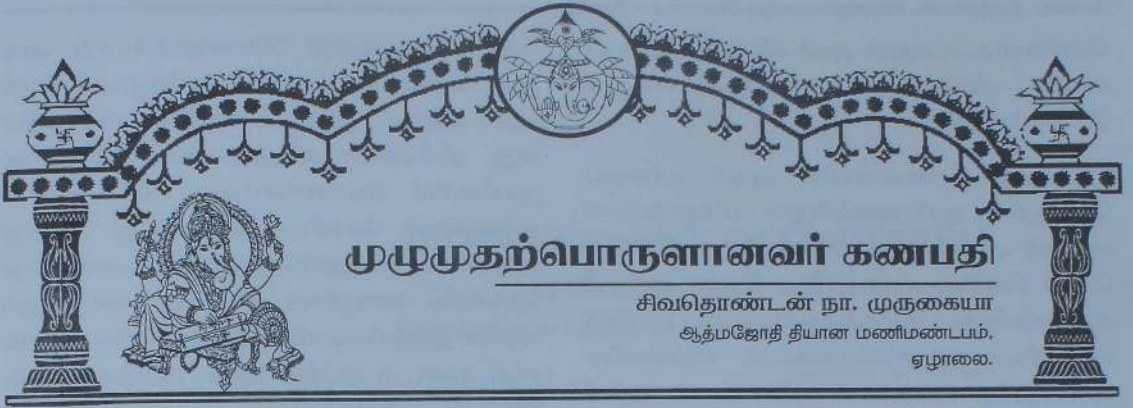 முழுமுதற்பொருளானவர் கணபதி
சிவதொண்டன் நா. முருகையா
ஆத்மஜோதி தியான மணிமண்டபம்,
ஏழாலை.